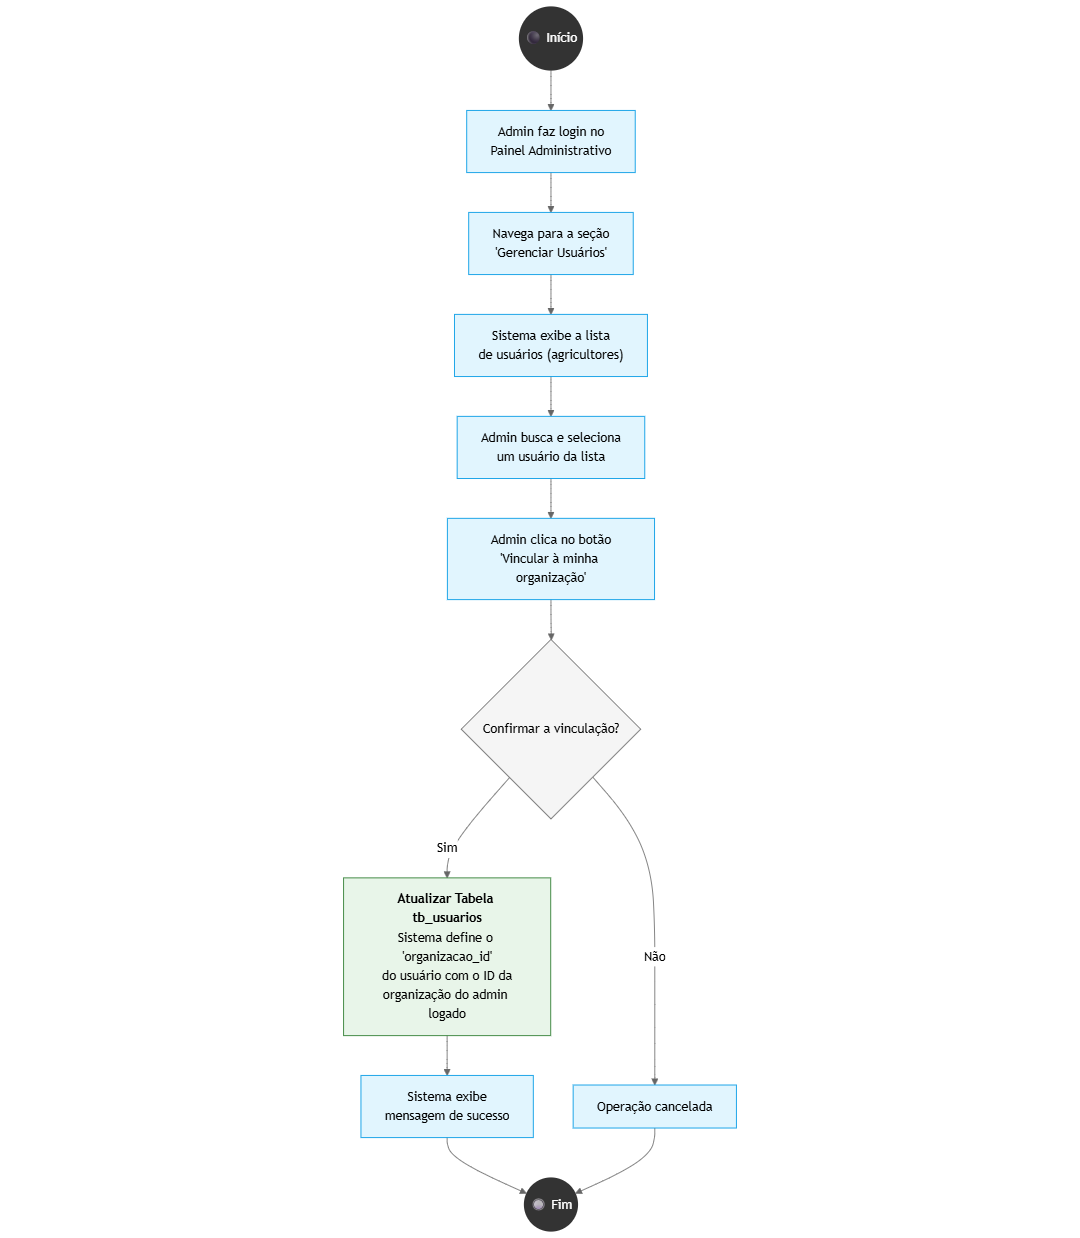 Início
Admin faz login no
Painel Administrativo
Navega para a seção
'Gerenciar Usuários'
Sistema exibe a lista
de usuários (agricultores)
Admin busca e seleciona
um usuário da lista
Admin clica no botão
'Vincular à minha
organização'
Confirmar a vinculação?
Sim
Atualizar Tabela
tb_usuarios
Sistema define o
'organizacao_id'
do usuário com o ID da
organização do admin
logado
Não
Sistema exibe
mensagem de sucesso
Operação cancelada
Fim